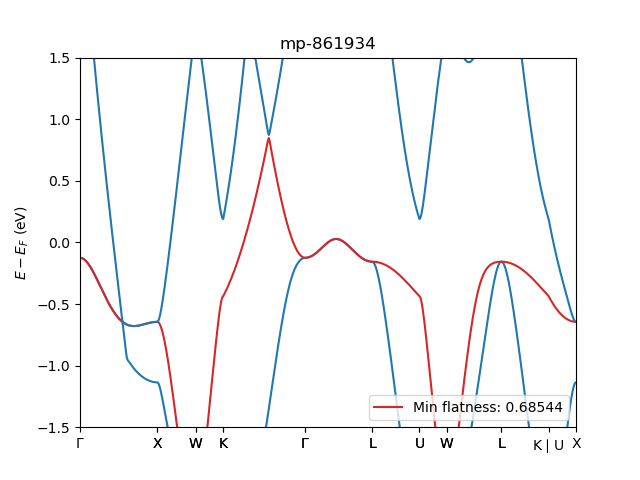 mp-861934
E − E_F (eV)
1.5
1.0
0.5
0.0
−0.5
−1.0
−1.5
Min flatness: 0.68544
Γ X W K Γ L U W L K | U X